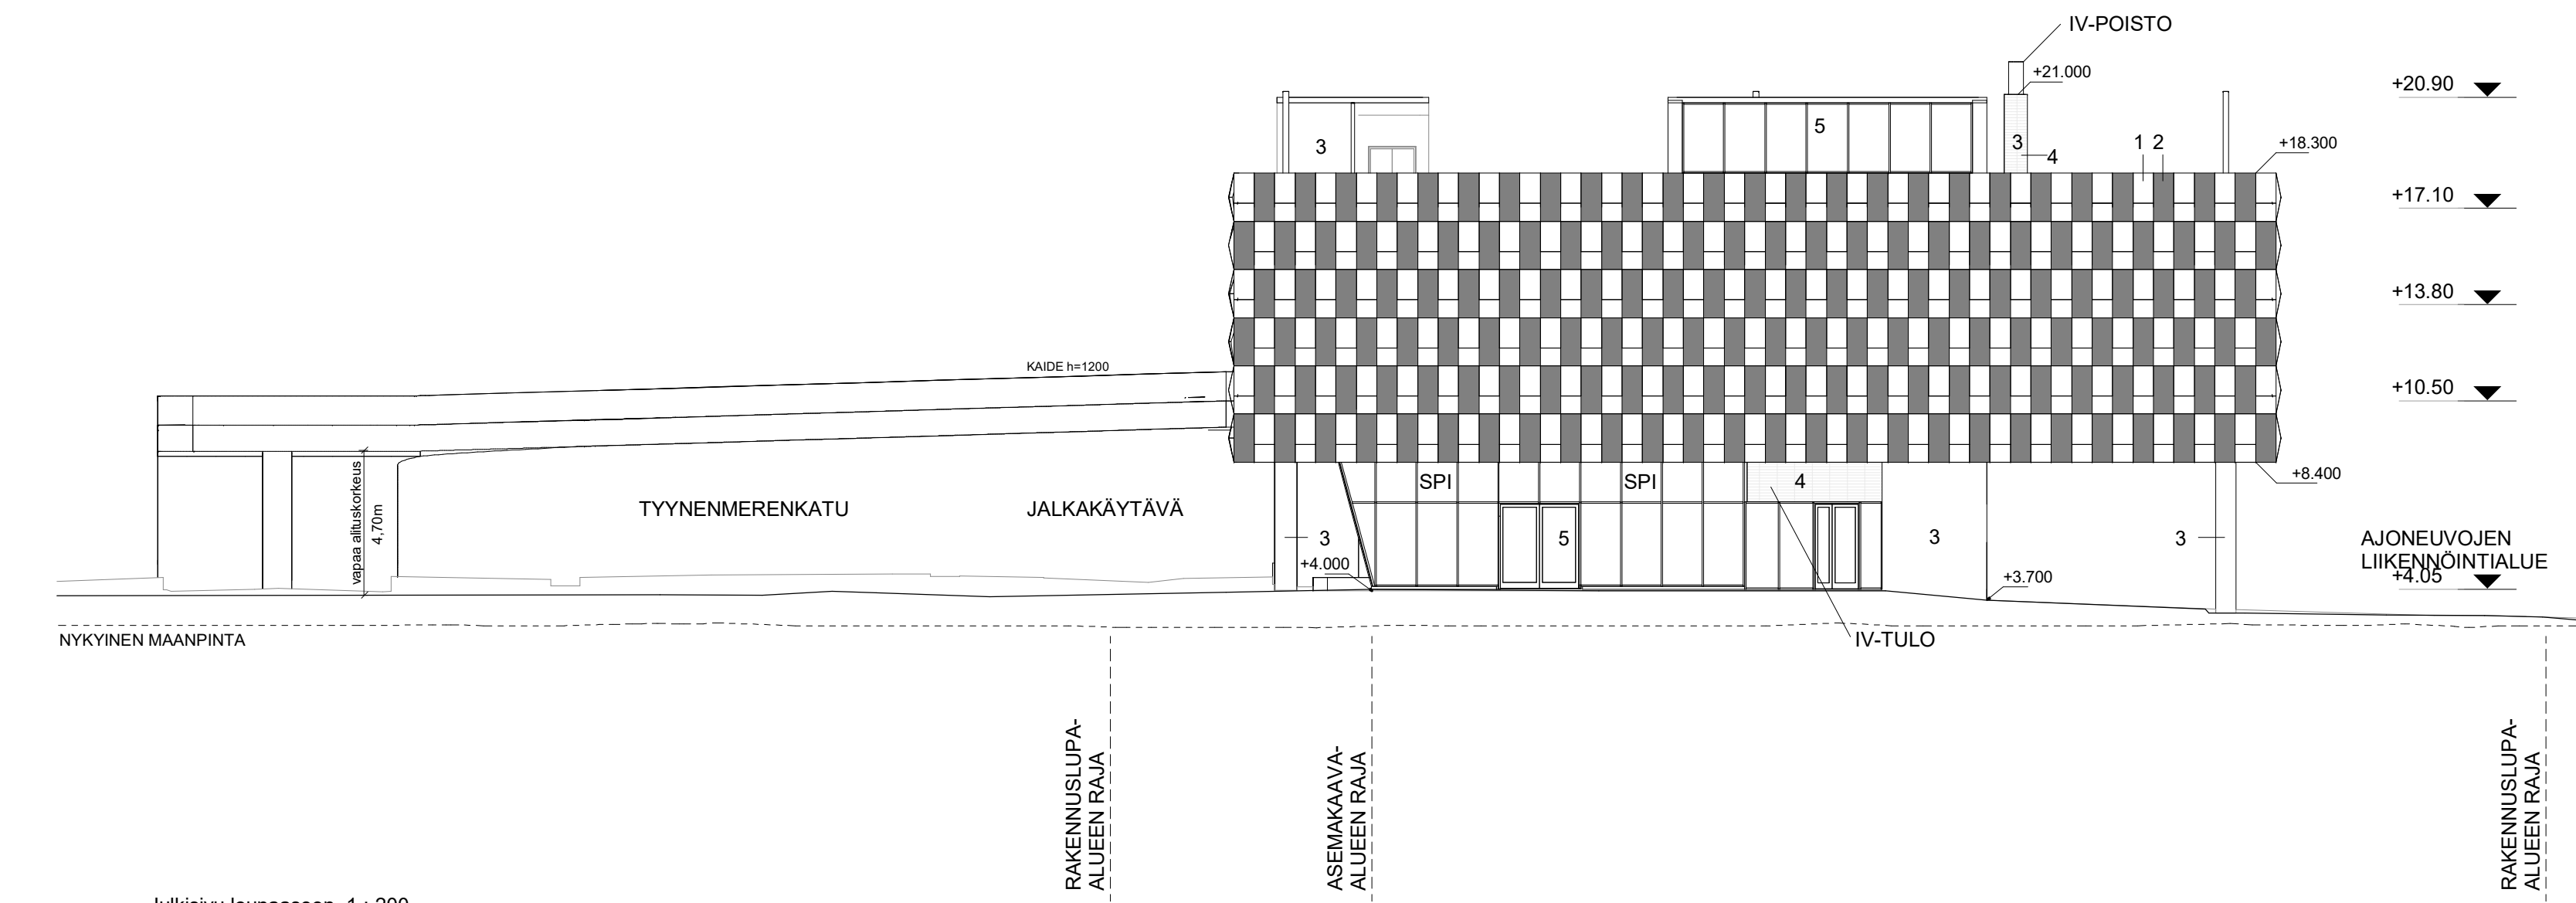 IV-POISTO
+21.000
+20.90
5
3
3
4
1 2
+18.300
+17.10
+13.80
KAIDE h=1200
+10.50
+8.400
SPI
SPI
4
vapaa alituskorkeus
4,70m
TYYNENMERENKATU
JALKAKÄYTÄVÄ
3
5
3
3
AJONEUVOJEN
LIIKENNÖINTIALUE
+4.000
+3.700
+4.05
NYKYINEN MAANPINTA
IV-TULO
RAKENNUSLUPA-
ALUEEN RAJA
ASEMAKAAVA-
ALUEEN RAJA
RAKENNUSLUPA-
ALUEEN RAJA